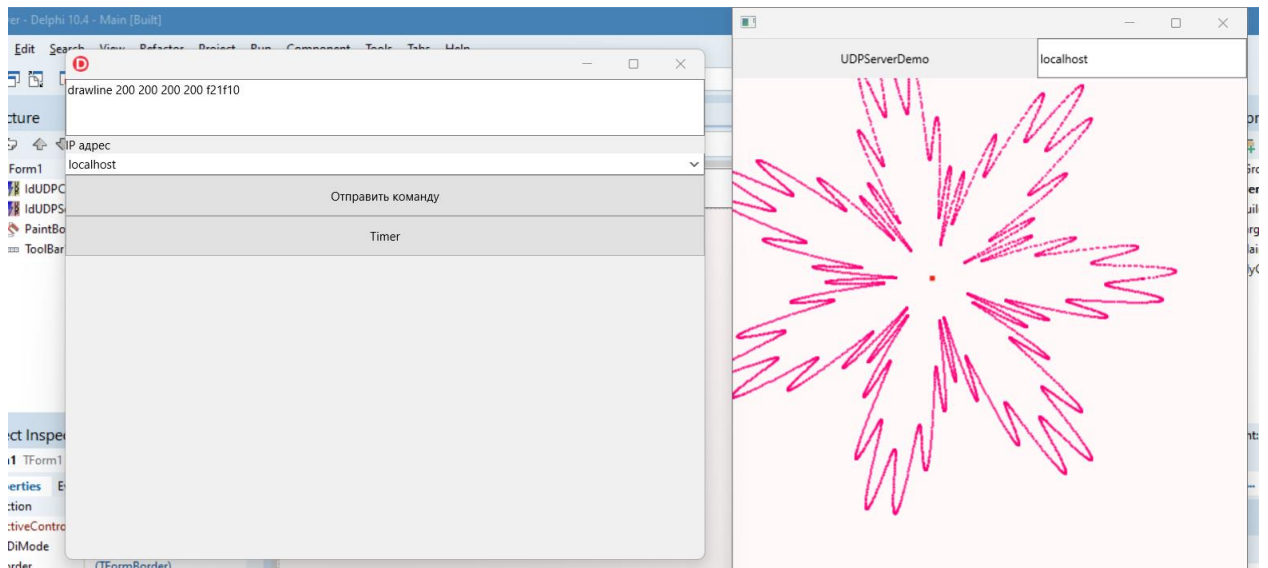 er - Delphi 10.4 - Main [Built]
Edit Search View Refactor Project Run Component Tools Tabs Help
drawline 200 200 200 200 f21f10
IP адрес
localhost
Отправить команду
Timer
UDPServerDemo
localhost
cture
Form1
IdUDPC
IdUDPS
PaintBo
ToolBar
ect Inspe
1 TForm1
erties E
ction
ctiveContro
DiMode
order
(TFormBorder)